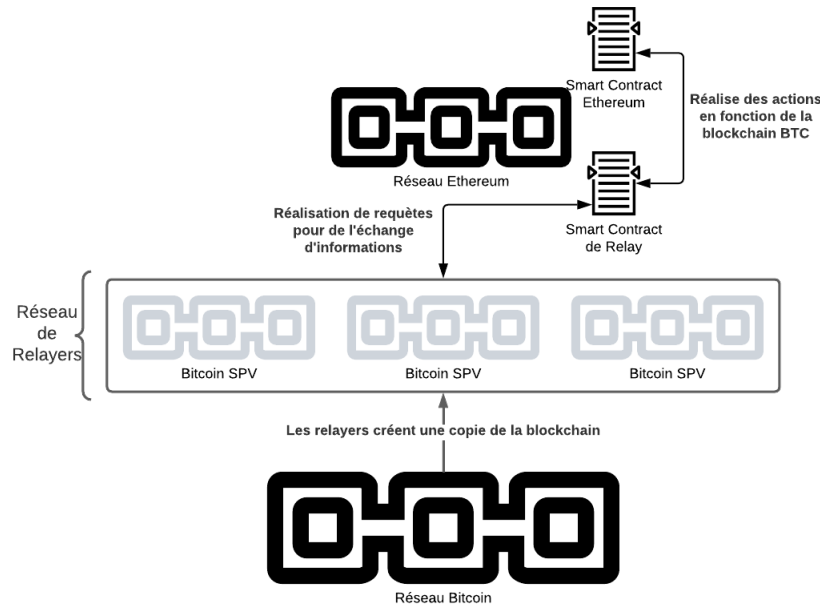 Smart Contract
Ethereum
Réalise des actions
en fonction de la
blockchain BTC
Réseau Ethereum
Réalisation de requètes
pour de l'échange
d'informations
Smart Contract
de Relay
Réseau
de
Relayers
Bitcoin SPV
Bitcoin SPV
Bitcoin SPV
Les relayers créent une copie de la blockchain
Réseau Bitcoin